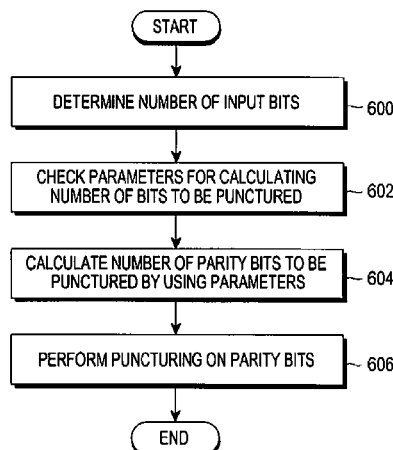 START
DETERMINE NUMBER OF INPUT BITS
600
CHECK PARAMETERS FOR CALCULATING
NUMBER OF BITS TO BE PUNCTURED
602
CALCULATE NUMBER OF PARITY BITS TO BE
PUNCTURED BY USING PARAMETERS
604
PERFORM PUNCTURING ON PARITY BITS
606
END